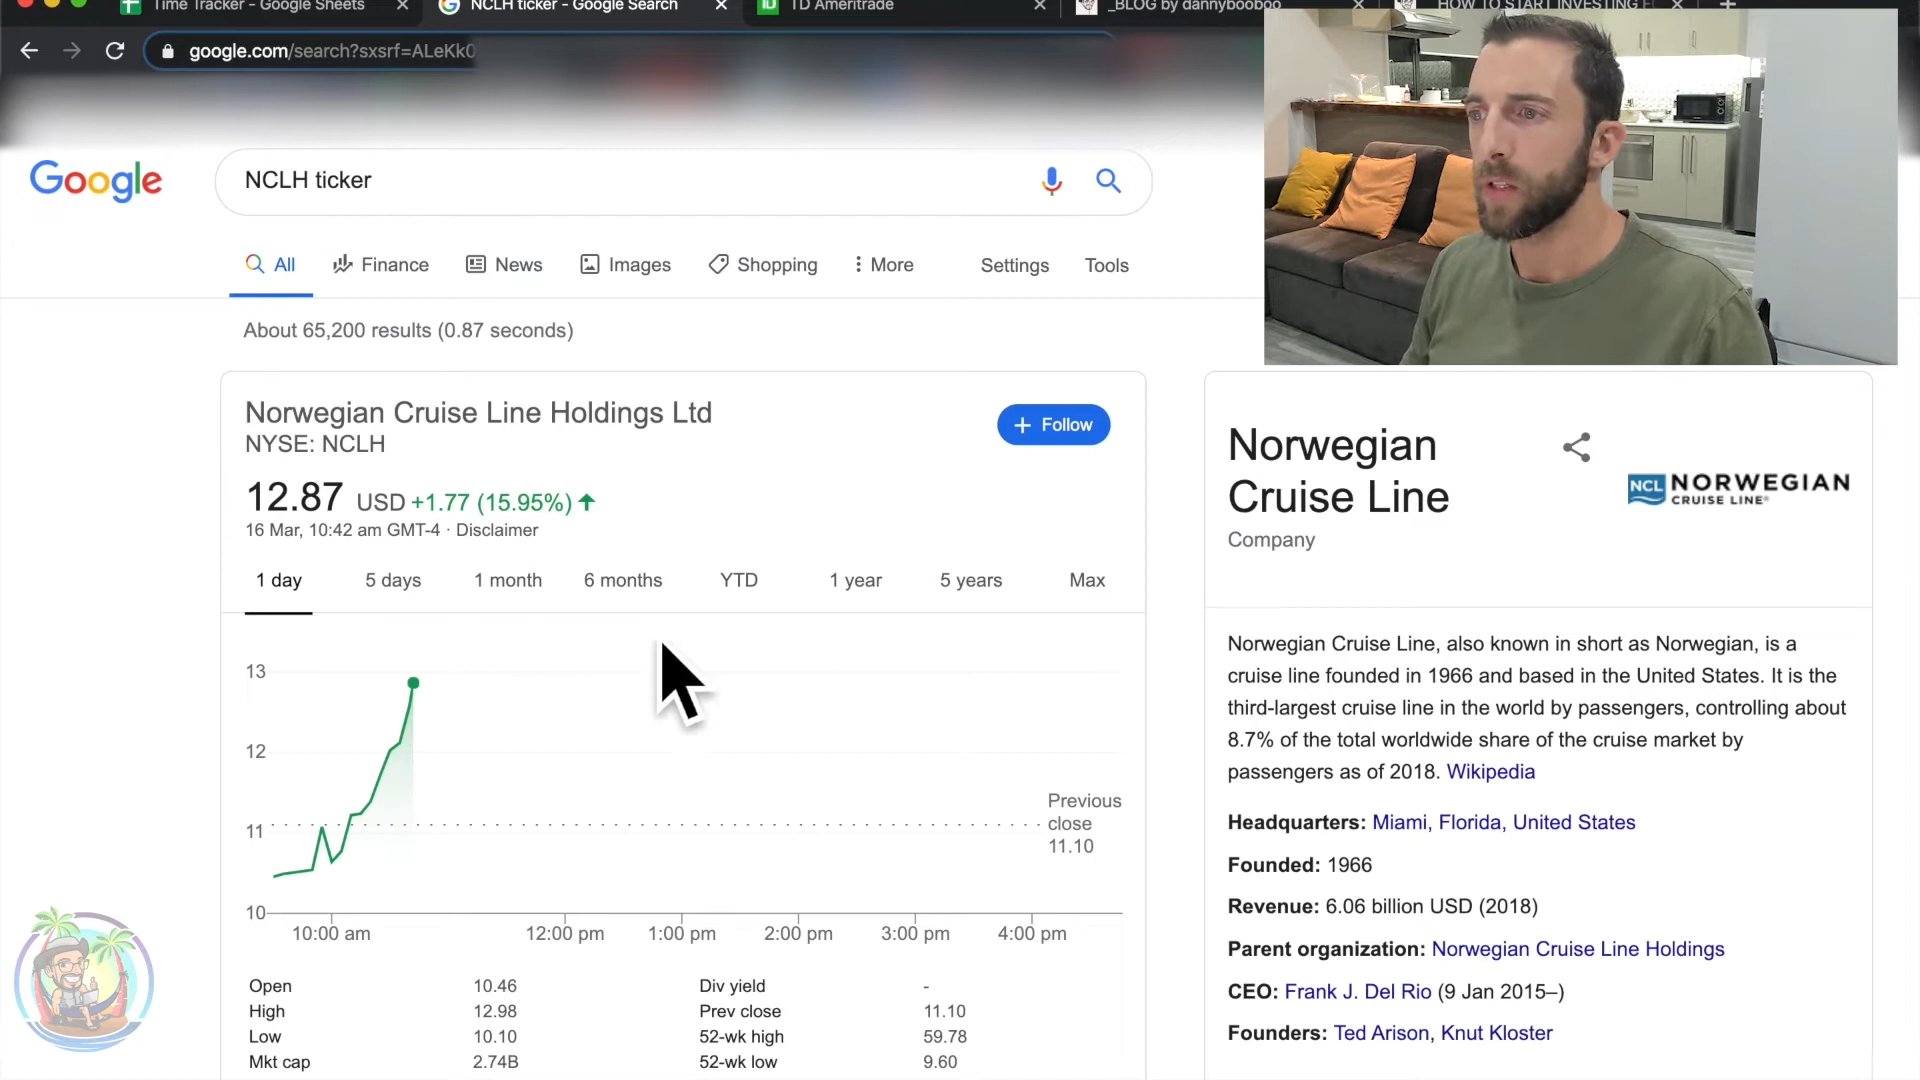 Time Tracker - Google Sheets
NCLH ticker - Google Search
TD Ameritrade
_BLOG by dannybooboo
HOW TO START INVESTING F
google.com/search?sxsrf=ALeKk0
Google
NCLH ticker
All
Finance
News
Images
Shopping
More
Settings
Tools
About 65,200 results (0.87 seconds)
Norwegian Cruise Line Holdings Ltd
NYSE: NCLH
+ Follow
12.87 USD +1.77 (15.95%)
16 Mar, 10:42 am GMT-4 · Disclaimer
1 day
5 days
1 month
6 months
YTD
1 year
5 years
Max
13
12
11
10
Previous
close
11.10
10:00 am
12:00 pm
1:00 pm
2:00 pm
3:00 pm
4:00 pm
Open 10.46
High 12.98
Low 10.10
Mkt cap 2.74B
Div yield -
Prev close 11.10
52-wk high 59.78
52-wk low 9.60
Norwegian
Cruise Line
Company
NCL NORWEGIAN
CRUISE LINE®
Norwegian Cruise Line, also known in short as Norwegian, is a
cruise line founded in 1966 and based in the United States. It is the
third-largest cruise line in the world by passengers, controlling about
8.7% of the total worldwide share of the cruise market by
passengers as of 2018. Wikipedia
Headquarters: Miami, Florida, United States
Founded: 1966
Revenue: 6.06 billion USD (2018)
Parent organization: Norwegian Cruise Line Holdings
CEO: Frank J. Del Rio (9 Jan 2015–)
Founders: Ted Arison, Knut Kloster